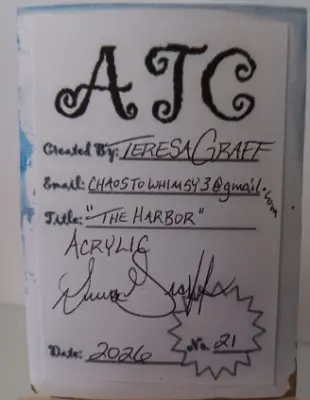 ATC
Created By: TERESA GRAFF
Email: CHAOSTOWHIMSY3@gmail.com
Title: "THE HARBOR"
ACRYLIC
Date: 2026 No. 21